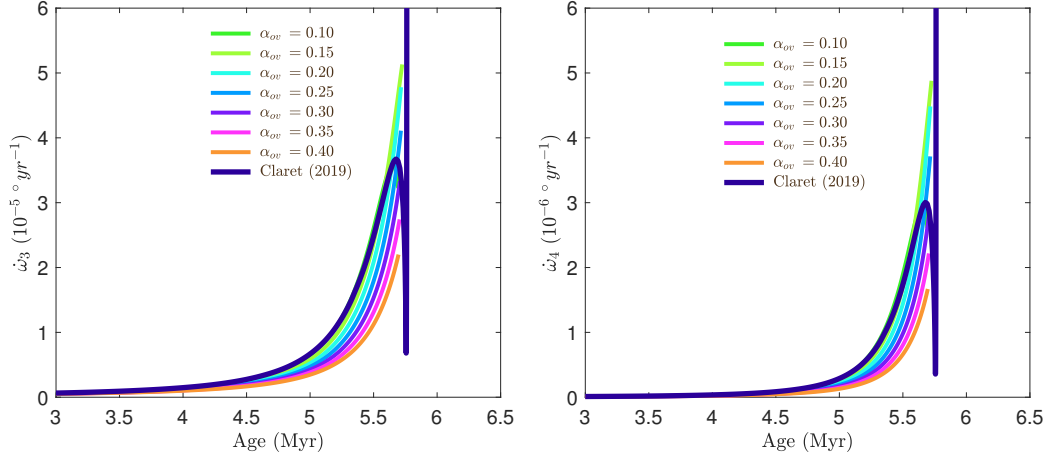 6
5
4
3
2
1
0
ω̇₃ (10⁻⁵ ° yr⁻¹)
α_ov = 0.10
α_ov = 0.15
α_ov = 0.20
α_ov = 0.25
α_ov = 0.30
α_ov = 0.35
α_ov = 0.40
Claret (2019)
3 3.5 4 4.5 5 5.5 6 6.5
Age (Myr)
6
5
4
3
2
1
0
ω̇₄ (10⁻⁶ ° yr⁻¹)
α_ov = 0.10
α_ov = 0.15
α_ov = 0.20
α_ov = 0.25
α_ov = 0.30
α_ov = 0.35
α_ov = 0.40
Claret (2019)
3 3.5 4 4.5 5 5.5 6 6.5
Age (Myr)